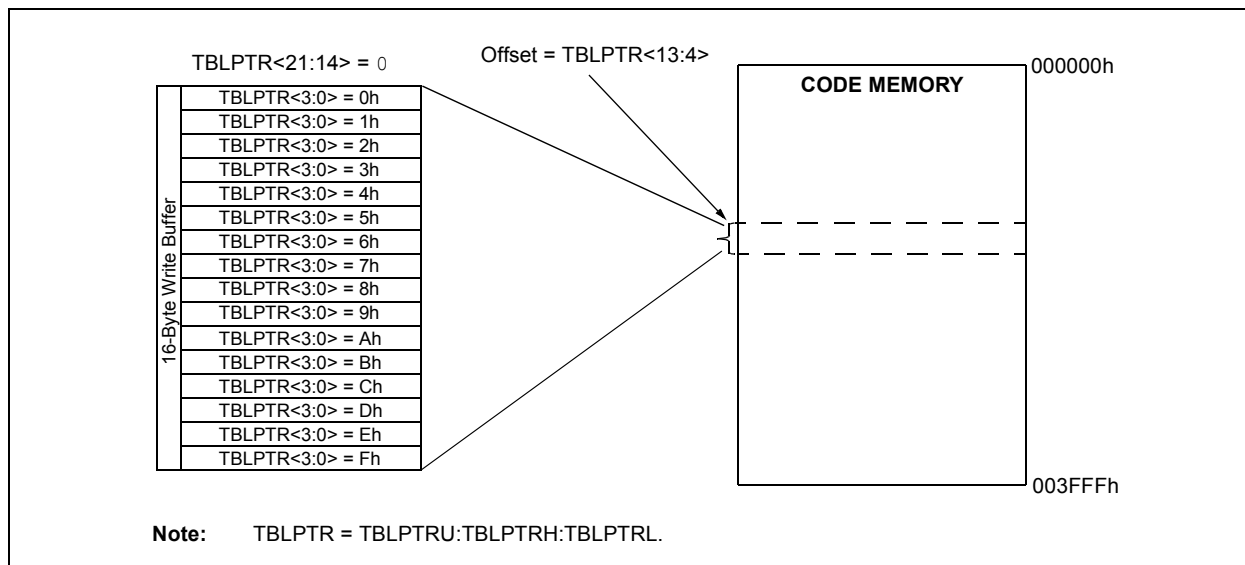 TBLPTR<21:14> = 0
Offset = TBLPTR<13:4>
000000h
CODE MEMORY
16-Byte Write Buffer
TBLPTR<3:0> = 0h
TBLPTR<3:0> = 1h
TBLPTR<3:0> = 2h
TBLPTR<3:0> = 3h
TBLPTR<3:0> = 4h
TBLPTR<3:0> = 5h
TBLPTR<3:0> = 6h
TBLPTR<3:0> = 7h
TBLPTR<3:0> = 8h
TBLPTR<3:0> = 9h
TBLPTR<3:0> = Ah
TBLPTR<3:0> = Bh
TBLPTR<3:0> = Ch
TBLPTR<3:0> = Dh
TBLPTR<3:0> = Eh
TBLPTR<3:0> = Fh
003FFFh
Note: TBLPTR = TBLPTRU:TBLPTRH:TBLPTRL.